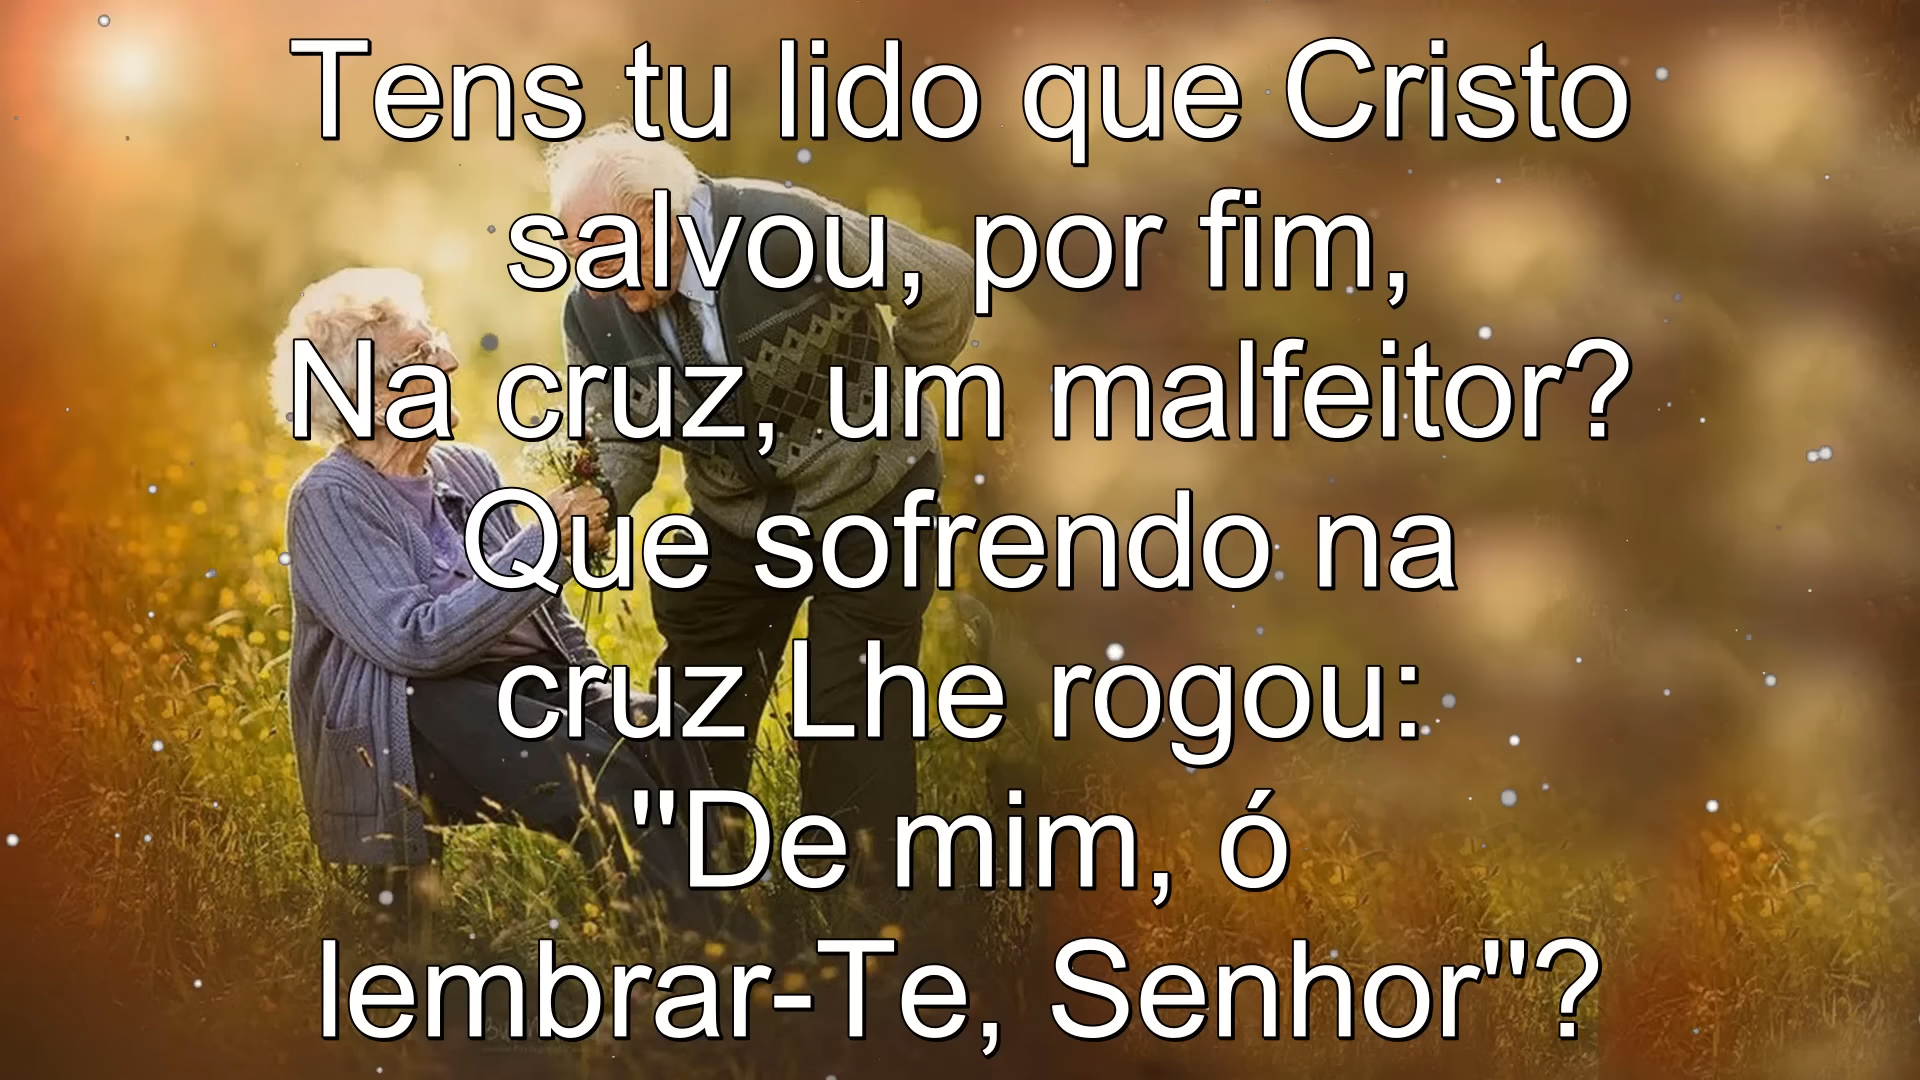 Tens tu lido que Cristo
salvou, por fim,
Na cruz, um malfeitor?
Que sofrendo na
cruz Lhe rogou:
"De mim, ó
lembrar-Te, Senhor"?